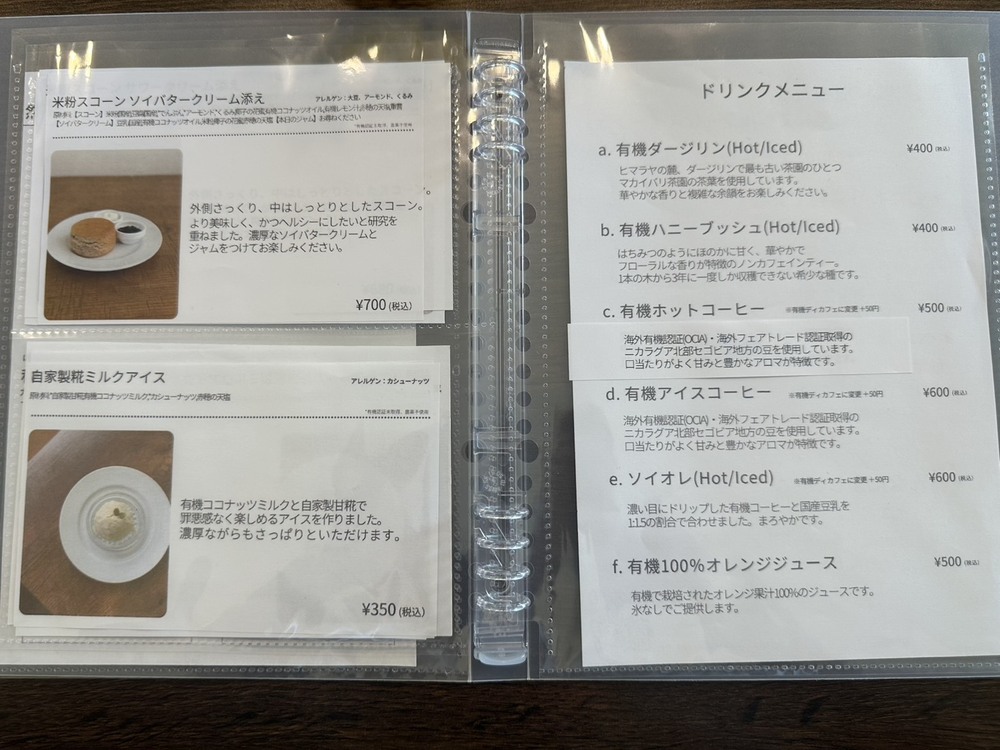 米粉スコーン ソイバタークリーム添え
アレルゲン：大豆、アーモンド、くるみ
【本日のジャム】お尋ねください
外側さっくり、中はしっとりとしたスコーン。
より美味しく、かつヘルシーにしたいと研究を
重ねました。濃厚なソイバタークリームと
ジャムをつけてお楽しみください。
¥700 (税込)
自家製糀ミルクアイス
アレルゲン：カシューナッツ
有機ココナッツミルクと自家製甘糀で
罪悪感なく楽しめるアイスを作りました。
濃厚ながらもさっぱりといただけます。
¥350 (税込)
ドリンクメニュー
a. 有機ダージリン(Hot/Iced) ¥400 (税込)
ヒマラヤの麓、ダージリンで最も古い茶園のひとつ
マカイバリ茶園の茶葉を使用しています。
華やかな香りと複雑な余韻をお楽しみください。
b. 有機ハニーブッシュ(Hot/Iced) ¥400 (税込)
はちみつのようにほのかに甘く、華やかで
フローラルな香りが特徴のノンカフェインティー。
1本の木から3年に一度しか収穫できない希少な種です。
c. 有機ホットコーヒー ※有機ディカフェに変更+50円 ¥500 (税込)
海外有機認証(OCIA)・海外フェアトレード認証取得の
ニカラグア北部セゴビア地方の豆を使用しています。
口当たりがよく甘みと豊かなアロマが特徴です。
d. 有機アイスコーヒー ※有機ディカフェに変更+50円 ¥600 (税込)
海外有機認証(OCIA)・海外フェアトレード認証取得の
ニカラグア北部セゴビア地方の豆を使用しています。
口当たりがよく甘みと豊かなアロマが特徴です。
e. ソイオレ(Hot/Iced) ※有機ディカフェに変更+50円 ¥600 (税込)
濃い目にドリップした有機コーヒーと国産豆乳を
1:1.5の割合で合わせました。まろやかです。
f. 有機100%オレンジジュース ¥500 (税込)
有機で栽培されたオレンジ果汁100%のジュースです。
氷なしでご提供します。